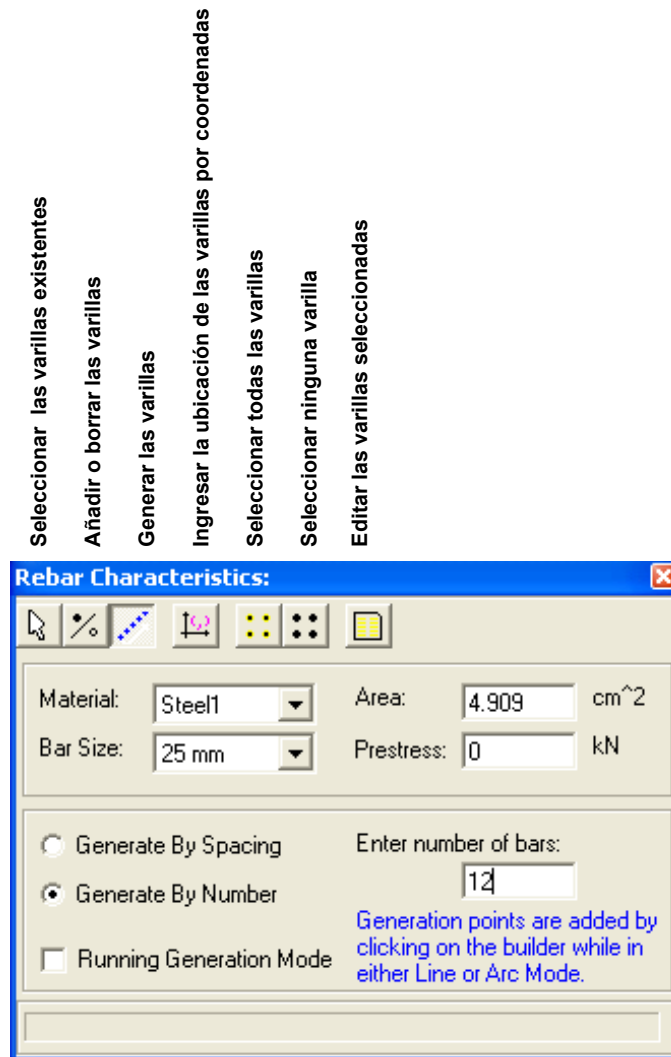 Seleccionar las varillas existentes
Añadir o borrar las varillas
Generar las varillas
Ingresar la ubicación de las varillas por coordenadas
Seleccionar todas las varillas
Seleccionar ninguna varilla
Editar las varillas seleccionadas
Rebar Characteristics:
Material: Steel1 Area: 4.909 cm^2
Bar Size: 25 mm Prestress: 0 kN
Generate By Spacing
Generate By Number
Running Generation Mode
Enter number of bars:
12
Generation points are added by
clicking on the builder while in
either Line or Arc Mode.